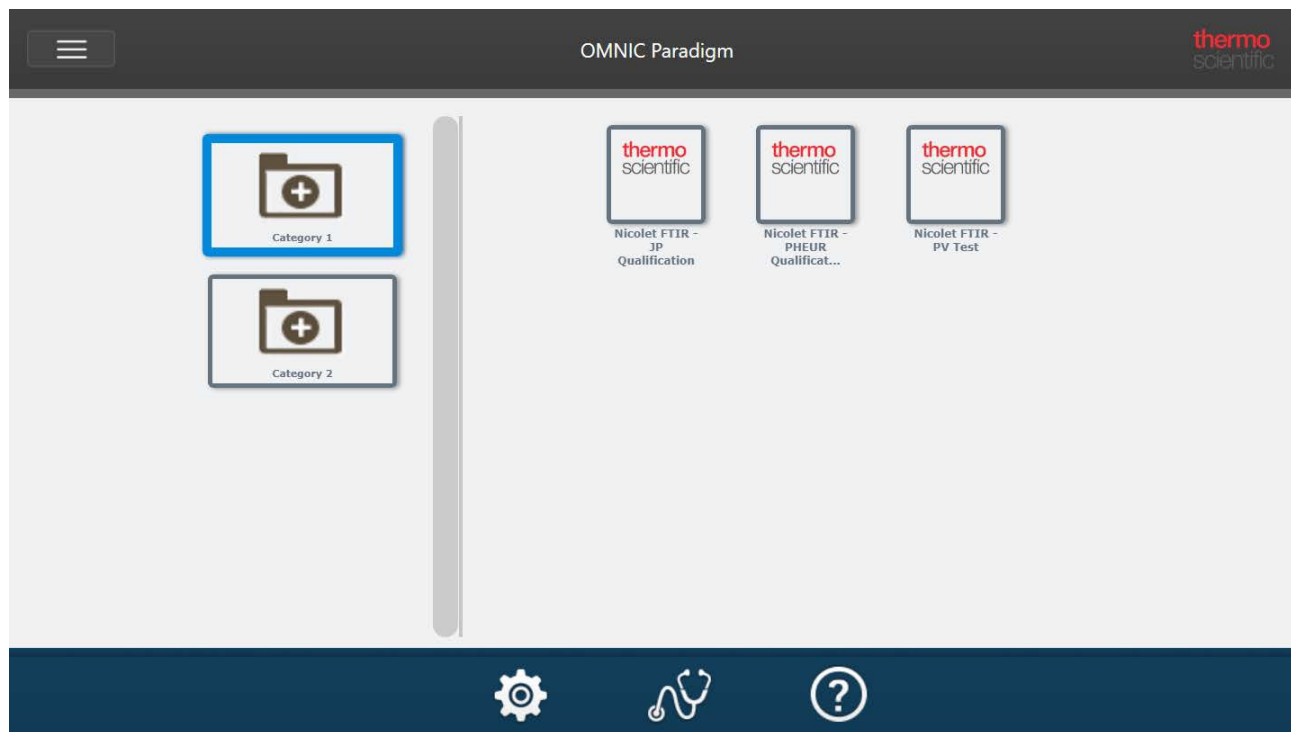 OMNIC Paradigm
thermo
scientific
Category 1
Category 2
thermo
scientific
Nicolet FTIR -
JP
Qualification
thermo
scientific
Nicolet FTIR -
PHEUR
Qualificat...
thermo
scientific
Nicolet FTIR -
PV Test
?